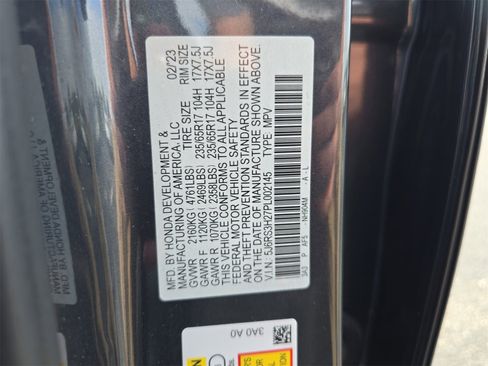 MFD. BY HONDA DEVELOPMENT & 02/'23
MANUFACTURING OF AMERICA, LLC
TIRE SIZE RIM SIZE
GVWR 2160KG(4761LBS)
GAWR F 1120KG(2469LBS) 235/65R17 104H 17X7.5J
GAWR R 1070KG(2358LBS) 235/65R17 104H 17X7.5J
THIS VEHICLE CONFORMS TO ALL APPLICABLE
FEDERAL MOTOR VEHICLE SAFETY
AND THEFT PREVENTION STANDARDS IN EFFECT
ON THE DATE OF MANUFACTURE SHOWN ABOVE.
V.I.N.: 5J6RS3H27PL002145 TYPE: MPV
3A0 A0